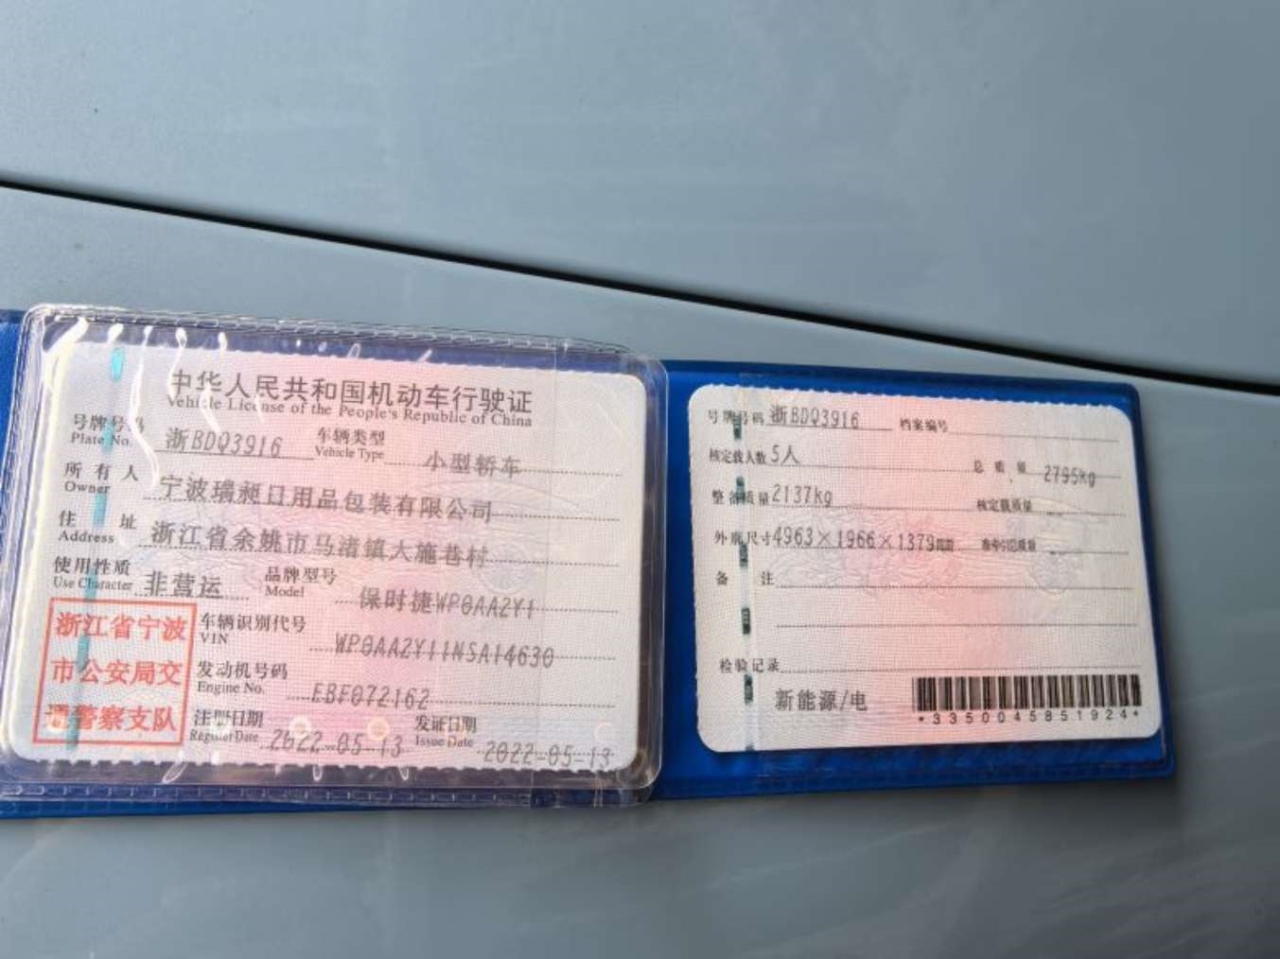 中华人民共和国机动车行驶证
Vehicle License of the People's Republic of China
号牌号码 浙BDQ3916 车辆类型 小型轿车
Plate No. Vehicle Type
所有人 宁波瑞昶日用品包装有限公司
Owner
住址 浙江省余姚市马渚镇大施巷村
Address
使用性质 非营运 品牌型号 保时捷WP0AA2Y1
Use Character Model
浙江省宁波
市公安局交
通警察支队
车辆识别代号 WP0AA2Y11NSA14630
VIN
发动机号码 EBF072162
Engine No.
注册日期 2022-05-13 发证日期 2022-05-13
Register Date Issue Date
号牌号码 浙BDQ3916 档案编号
核定载人数 5人 总质量 2795kg
整备质量 2137kg 核定载质量 --
外廓尺寸 4963×1966×1379mm 准牵引总质量 --
备注
检验记录
新能源/电
*3350045851924*